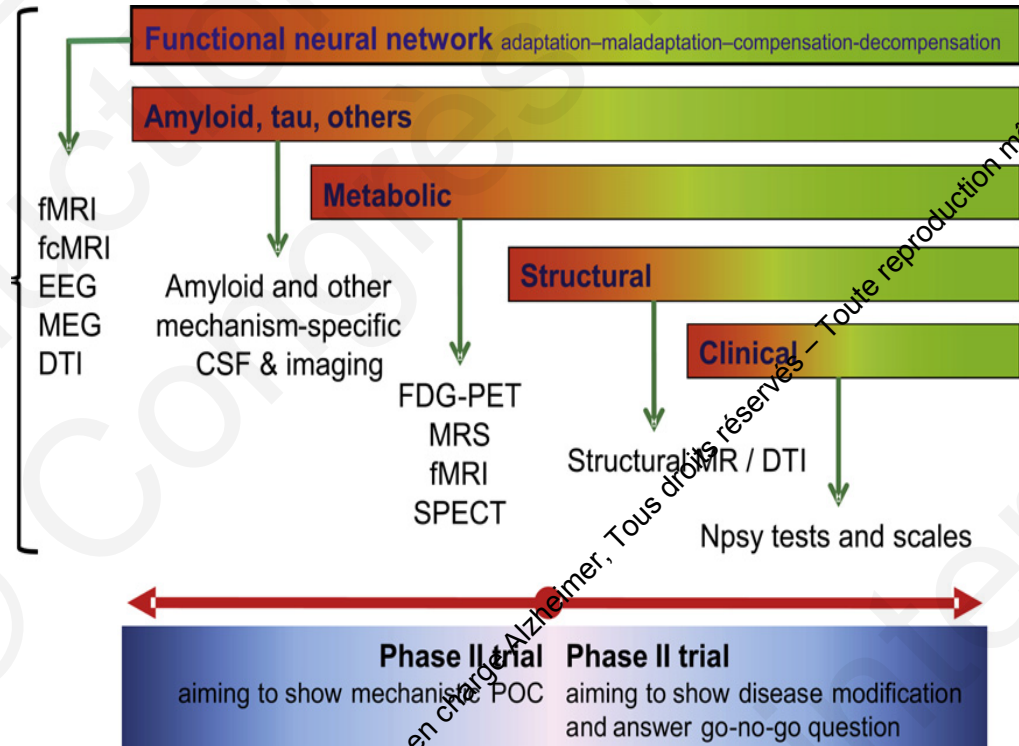 Functional neural network adaptation–maladaptation–compensation-decompensation
Amyloid, tau, others
Metabolic
Structural
Clinical
fMRI
fcMRI
EEG
MEG
DTI
Amyloid and other
mechanism-specific
CSF & imaging
FDG-PET
MRS
fMRI
SPECT
Structural MR / DTI
Npsy tests and scales
Phase II trial
aiming to show mechanistic POC
Phase II trial
aiming to show disease modification
and answer go-no-go question
en charge Alzheimer, Tous droits réservés – Toute reproduction